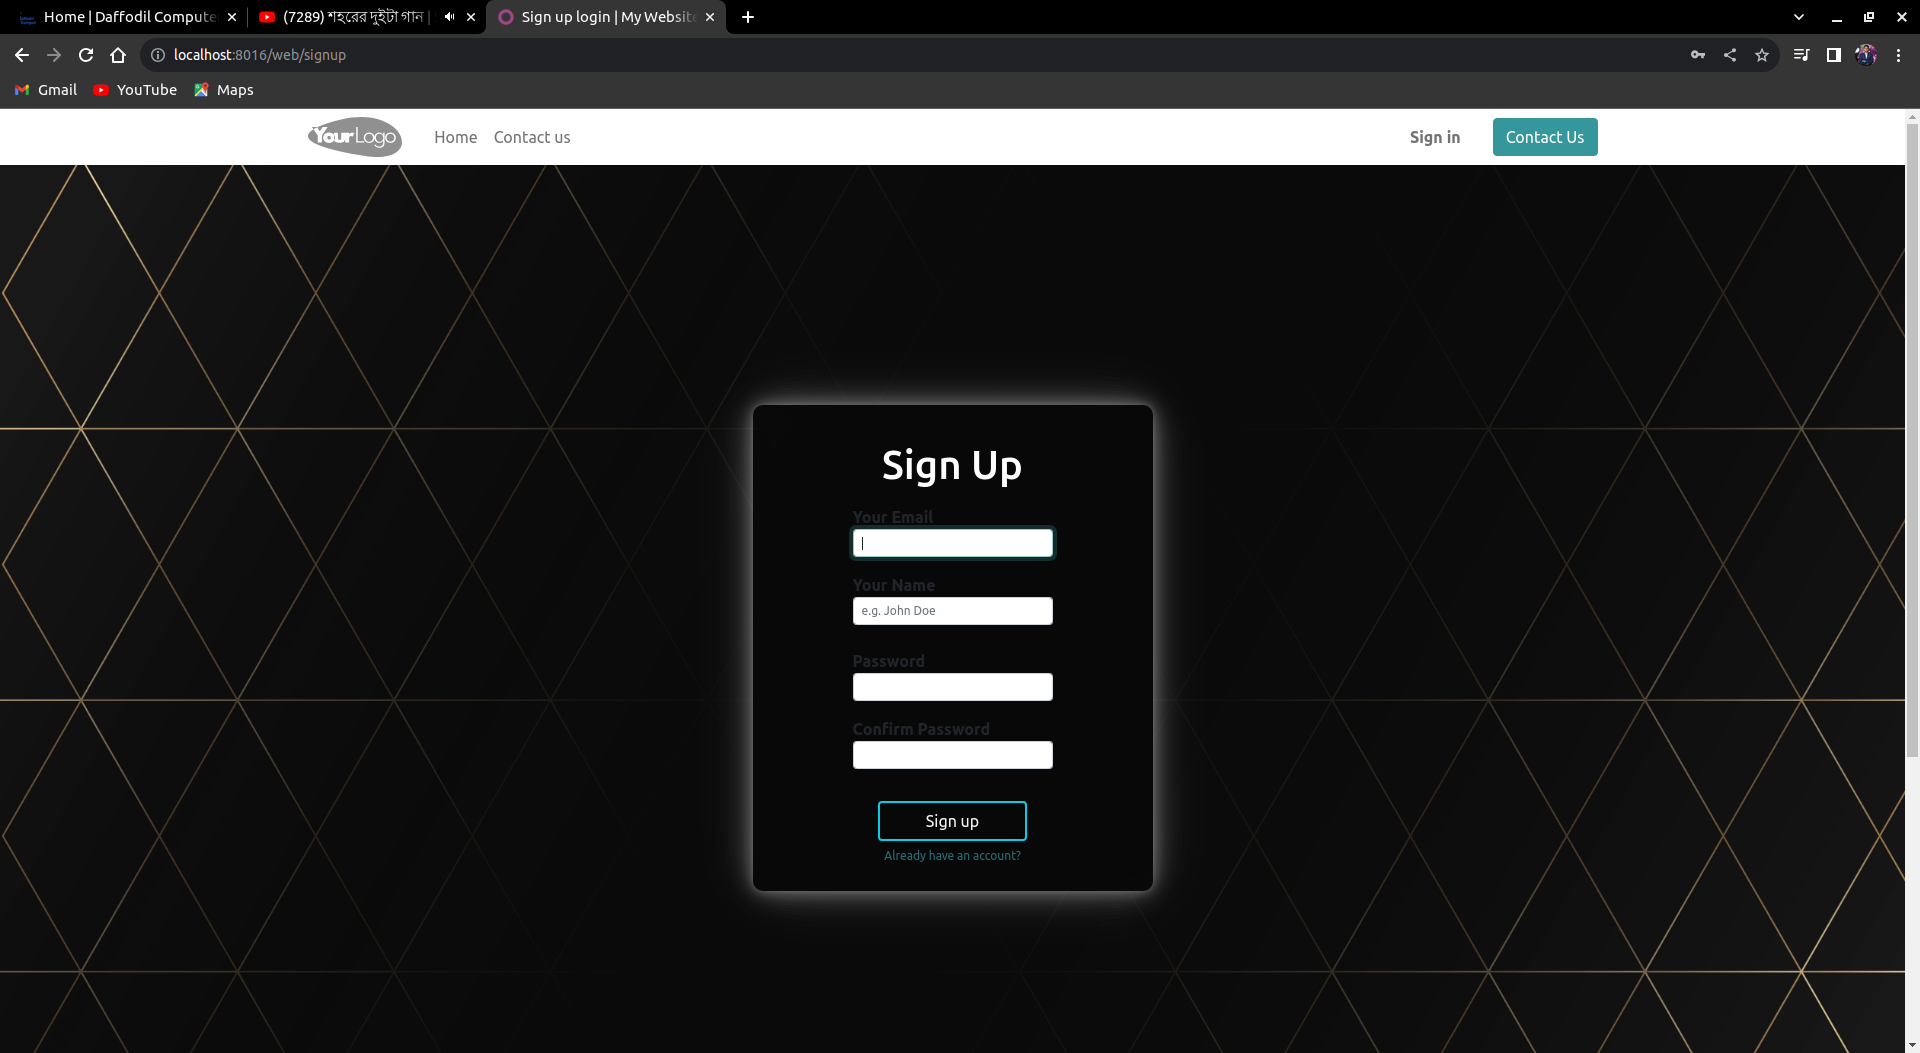 Home | Daffodil Compute
(7289) শহরের দুইটা গান |
Sign up login | My Website
localhost:8016/web/signup
Gmail
YouTube
Maps
YourLogo
Home
Contact us
Sign in
Contact Us
Sign Up
Your Email
Your Name
e.g. John Doe
Password
Confirm Password
Sign up
Already have an account?